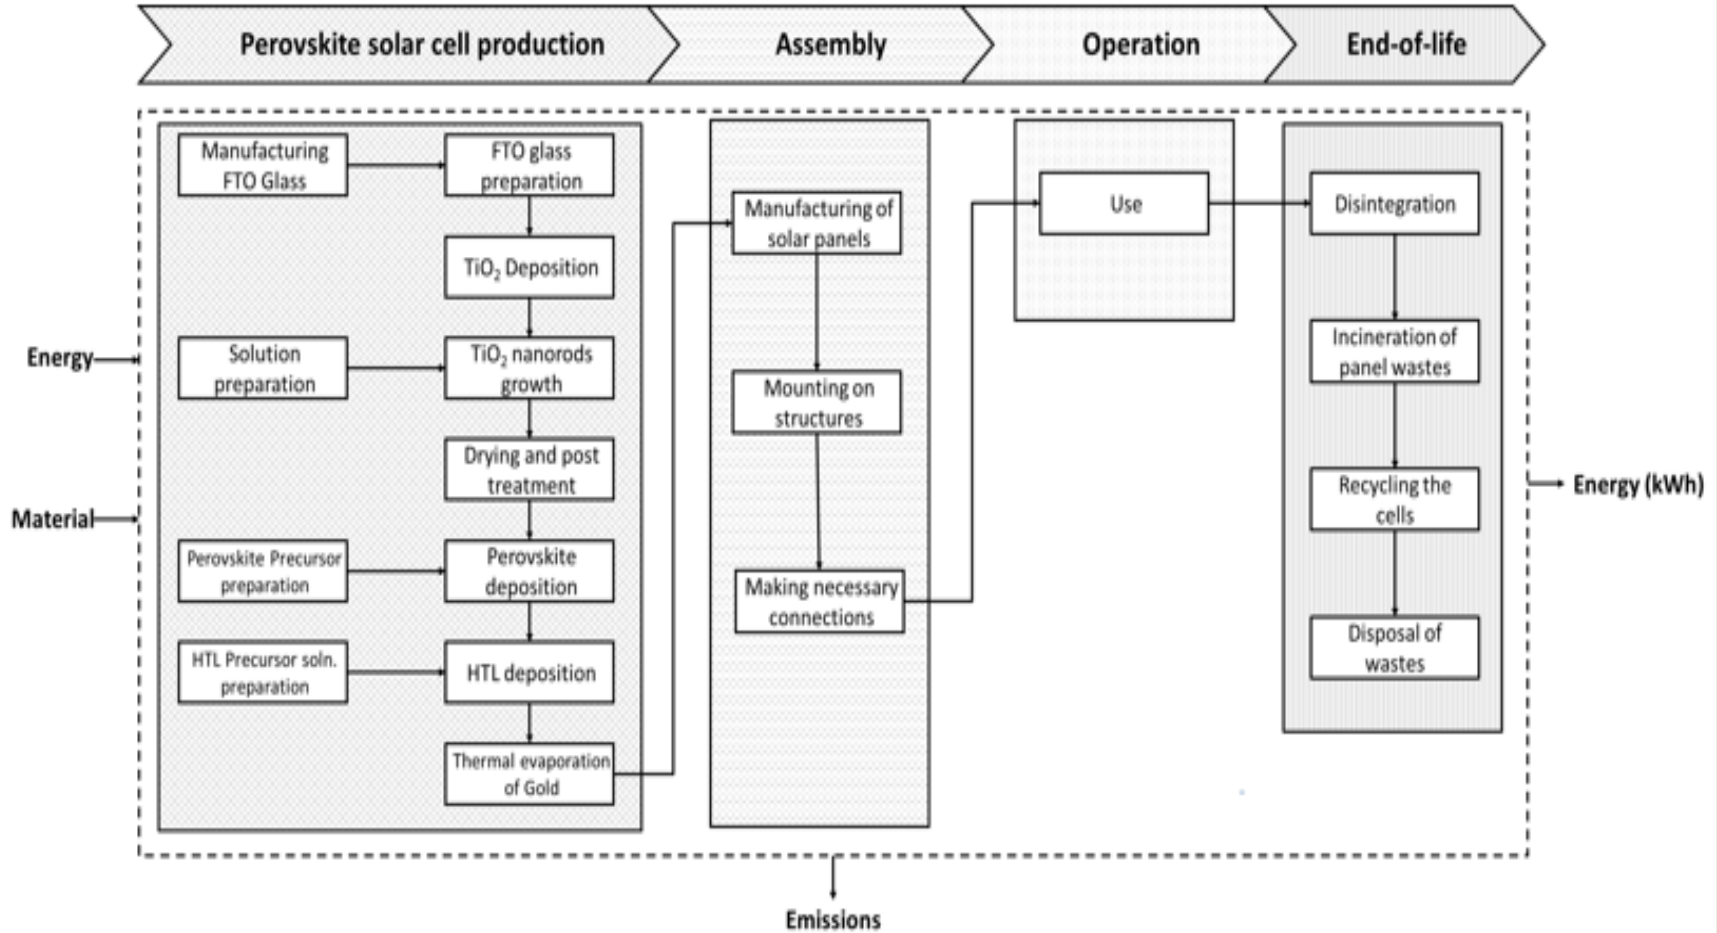 Perovskite solar cell production
Assembly
Operation
End-of-life
Manufacturing
FTO Glass
FTO glass
preparation
TiO₂ Deposition
Solution
preparation
TiO₂ nanorods
growth
Drying and post
treatment
Perovskite Precursor
preparation
Perovskite
deposition
HTL Precursor soln.
preparation
HTL deposition
Thermal evaporation
of Gold
Manufacturing of
solar panels
Mounting on
structures
Making necessary
connections
Use
Disintegration
Incineration of
panel wastes
Recycling the
cells
Disposal of
wastes
Energy
Material
Energy (kWh)
Emissions